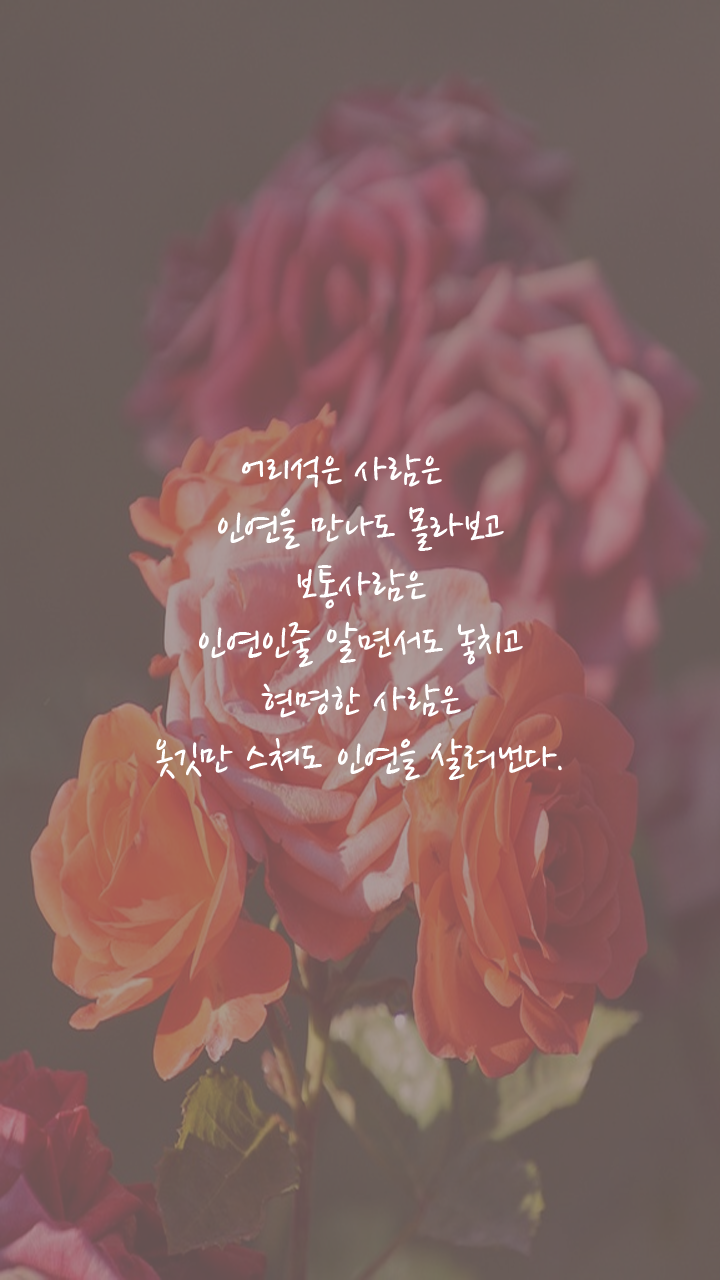 어리석은 사람은
인연을 만나도 몰라보고
보통사람은
인연인줄 알면서도 놓치고
현명한 사람은
옷깃만 스쳐도 인연을 살려낸다.